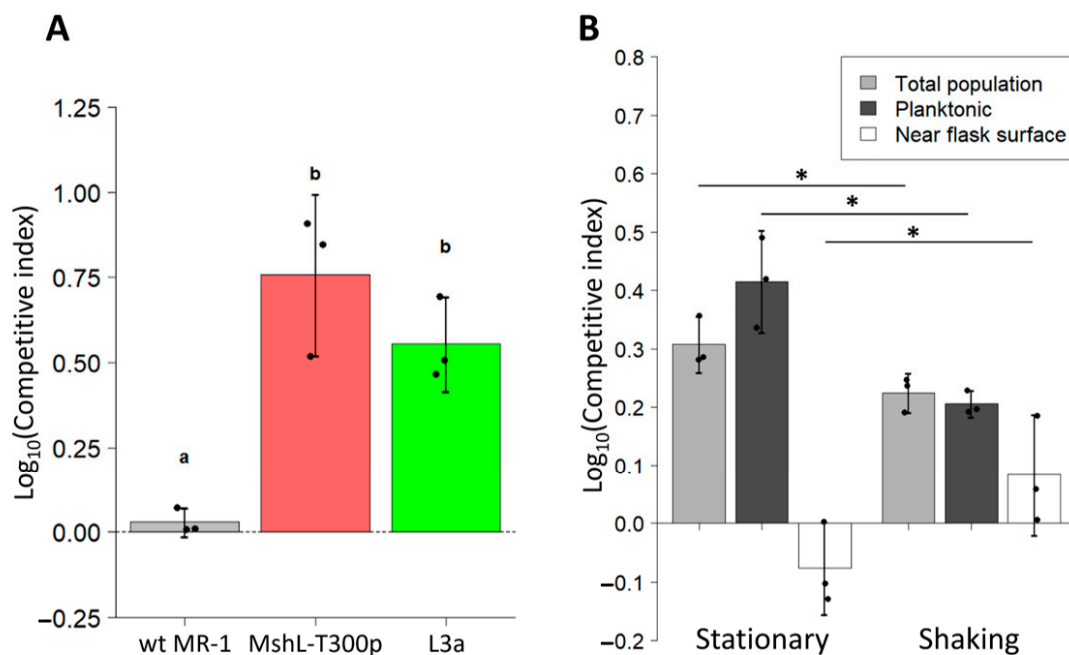 A
Log10(Competitive index)
1.25
1.00
0.75
0.50
0.25
0.00
−0.25
a
b
b
wt MR-1 MshL-T300p L3a
B
Log10(Competitive index)
0.8
0.7
0.6
0.5
0.4
0.3
0.2
0.1
0.0
−0.1
−0.2
Total population
Planktonic
Near flask surface
*
*
*
Stationary Shaking